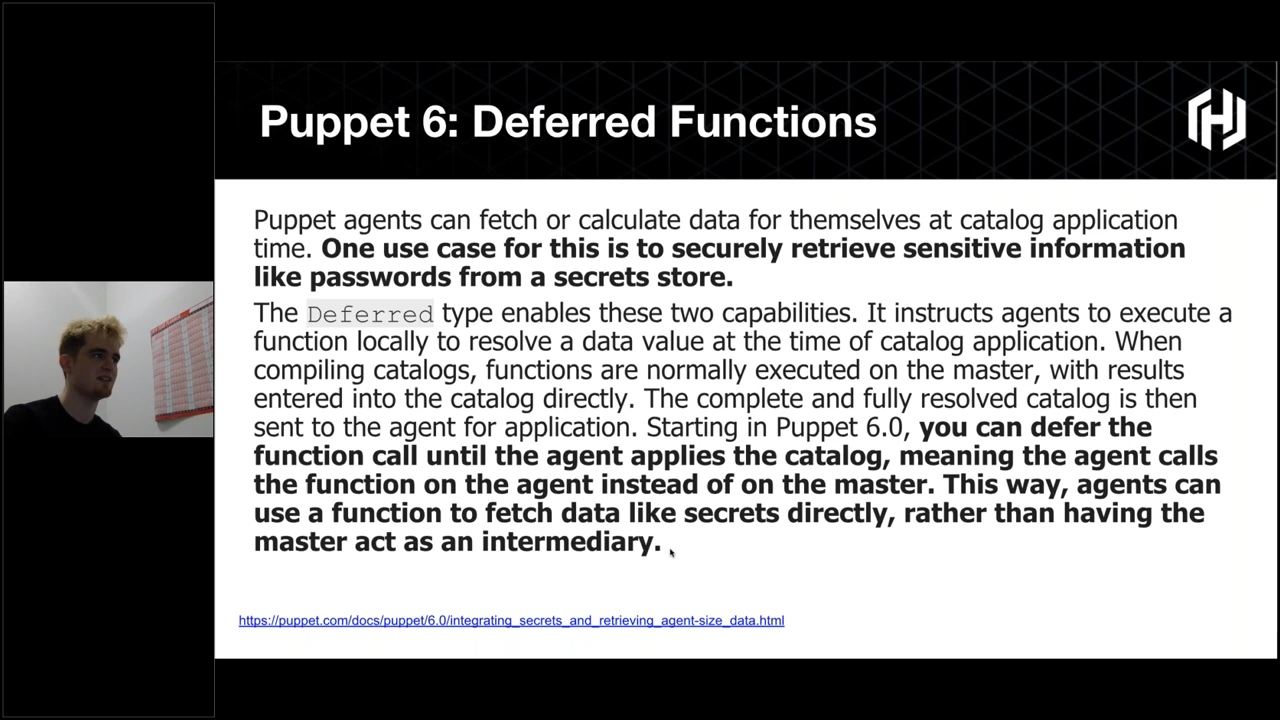 Puppet 6: Deferred Functions
Puppet agents can fetch or calculate data for themselves at catalog application
time. One use case for this is to securely retrieve sensitive information
like passwords from a secrets store.
The Deferred type enables these two capabilities. It instructs agents to execute a
function locally to resolve a data value at the time of catalog application. When
compiling catalogs, functions are normally executed on the master, with results
entered into the catalog directly. The complete and fully resolved catalog is then
sent to the agent for application. Starting in Puppet 6.0, you can defer the
function call until the agent applies the catalog, meaning the agent calls
the function on the agent instead of on the master. This way, agents can
use a function to fetch data like secrets directly, rather than having the
master act as an intermediary.
https://puppet.com/docs/puppet/6.0/integrating_secrets_and_retrieving_agent-size_data.html